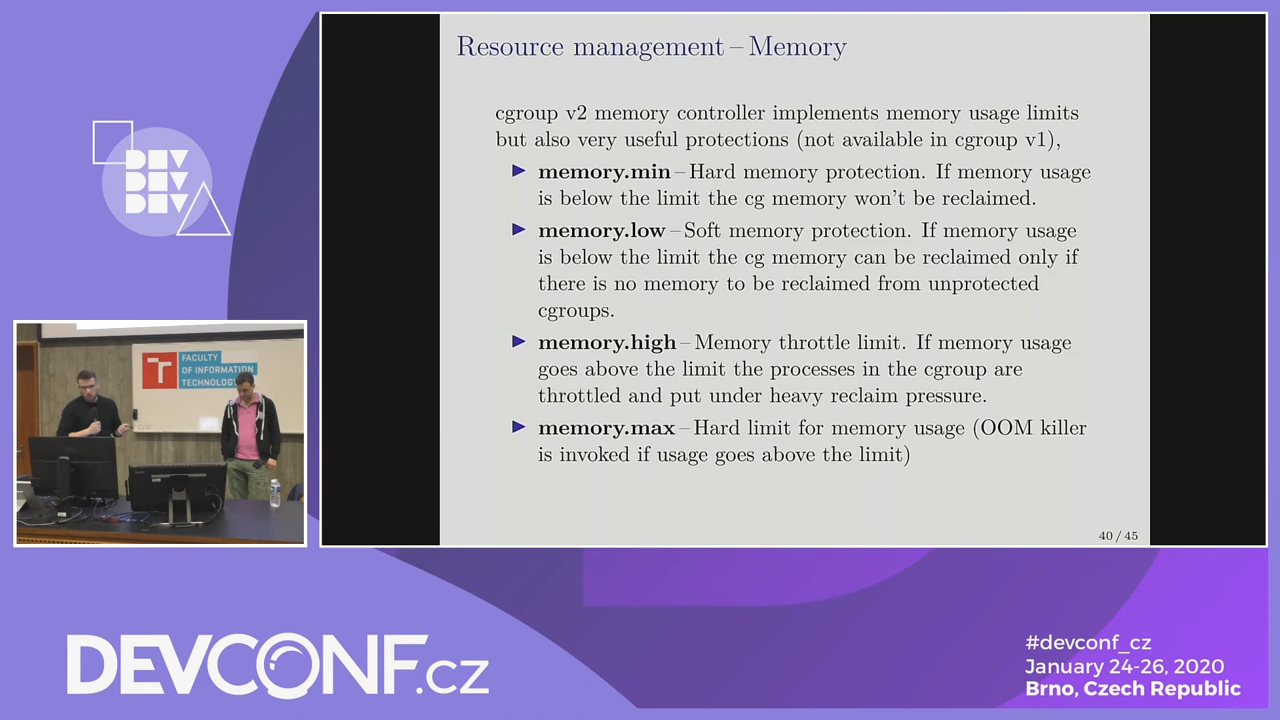 Resource management – Memory
cgroup v2 memory controller implements memory usage limits
but also very useful protections (not available in cgroup v1),
memory.min – Hard memory protection. If memory usage
is below the limit the cg memory won't be reclaimed.
memory.low – Soft memory protection. If memory usage
is below the limit the cg memory can be reclaimed only if
there is no memory to be reclaimed from unprotected
cgroups.
memory.high – Memory throttle limit. If memory usage
goes above the limit the processes in the cgroup are
throttled and put under heavy reclaim pressure.
memory.max – Hard limit for memory usage (OOM killer
is invoked if usage goes above the limit)
40 / 45
DEV
DEV
DEV
FACULTY
OF INFORMATION
TECHNOLOGY
DEVCONF.cz
#devconf_cz
January 24-26, 2020
Brno, Czech Republic